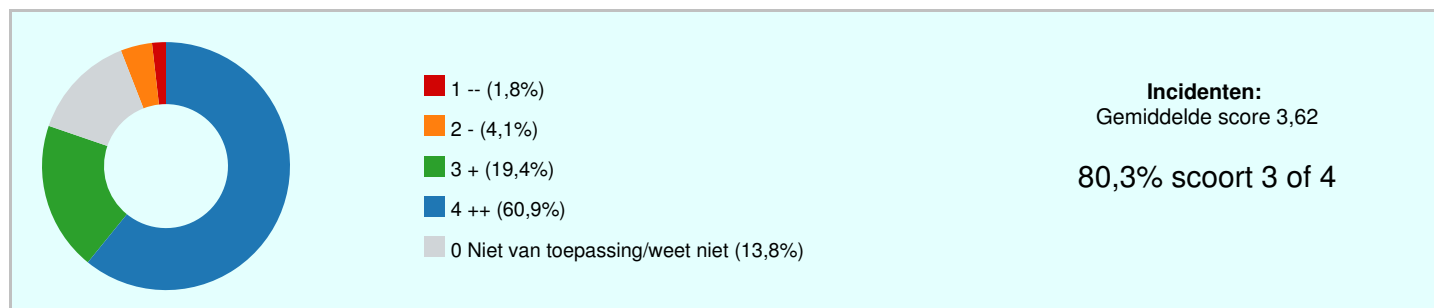 1 -- (1,8%)
2 - (4,1%)
3 + (19,4%)
4 ++ (60,9%)
0 Niet van toepassing/weet niet (13,8%)
Incidenten:
Gemiddelde score 3,62
80,3% scoort 3 of 4